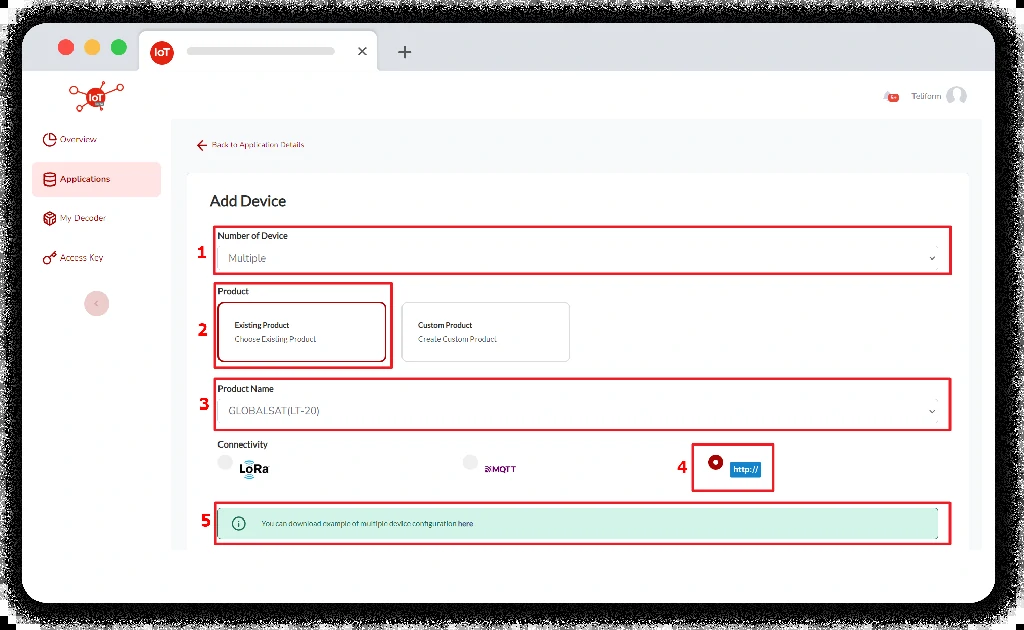 IoT
IoT
Teliform
Overview
Applications
My Decoder
Access Key
Back to Application Details
Add Device
1
Number of Device
Multiple
Product
2
Existing Product
Choose Existing Product
Custom Product
Create Custom Product
3
Product Name
GLOBALSAT(LT-20)
Connectivity
LoRa
MQTT
4
http://
5
You can download example of multiple device configuration here